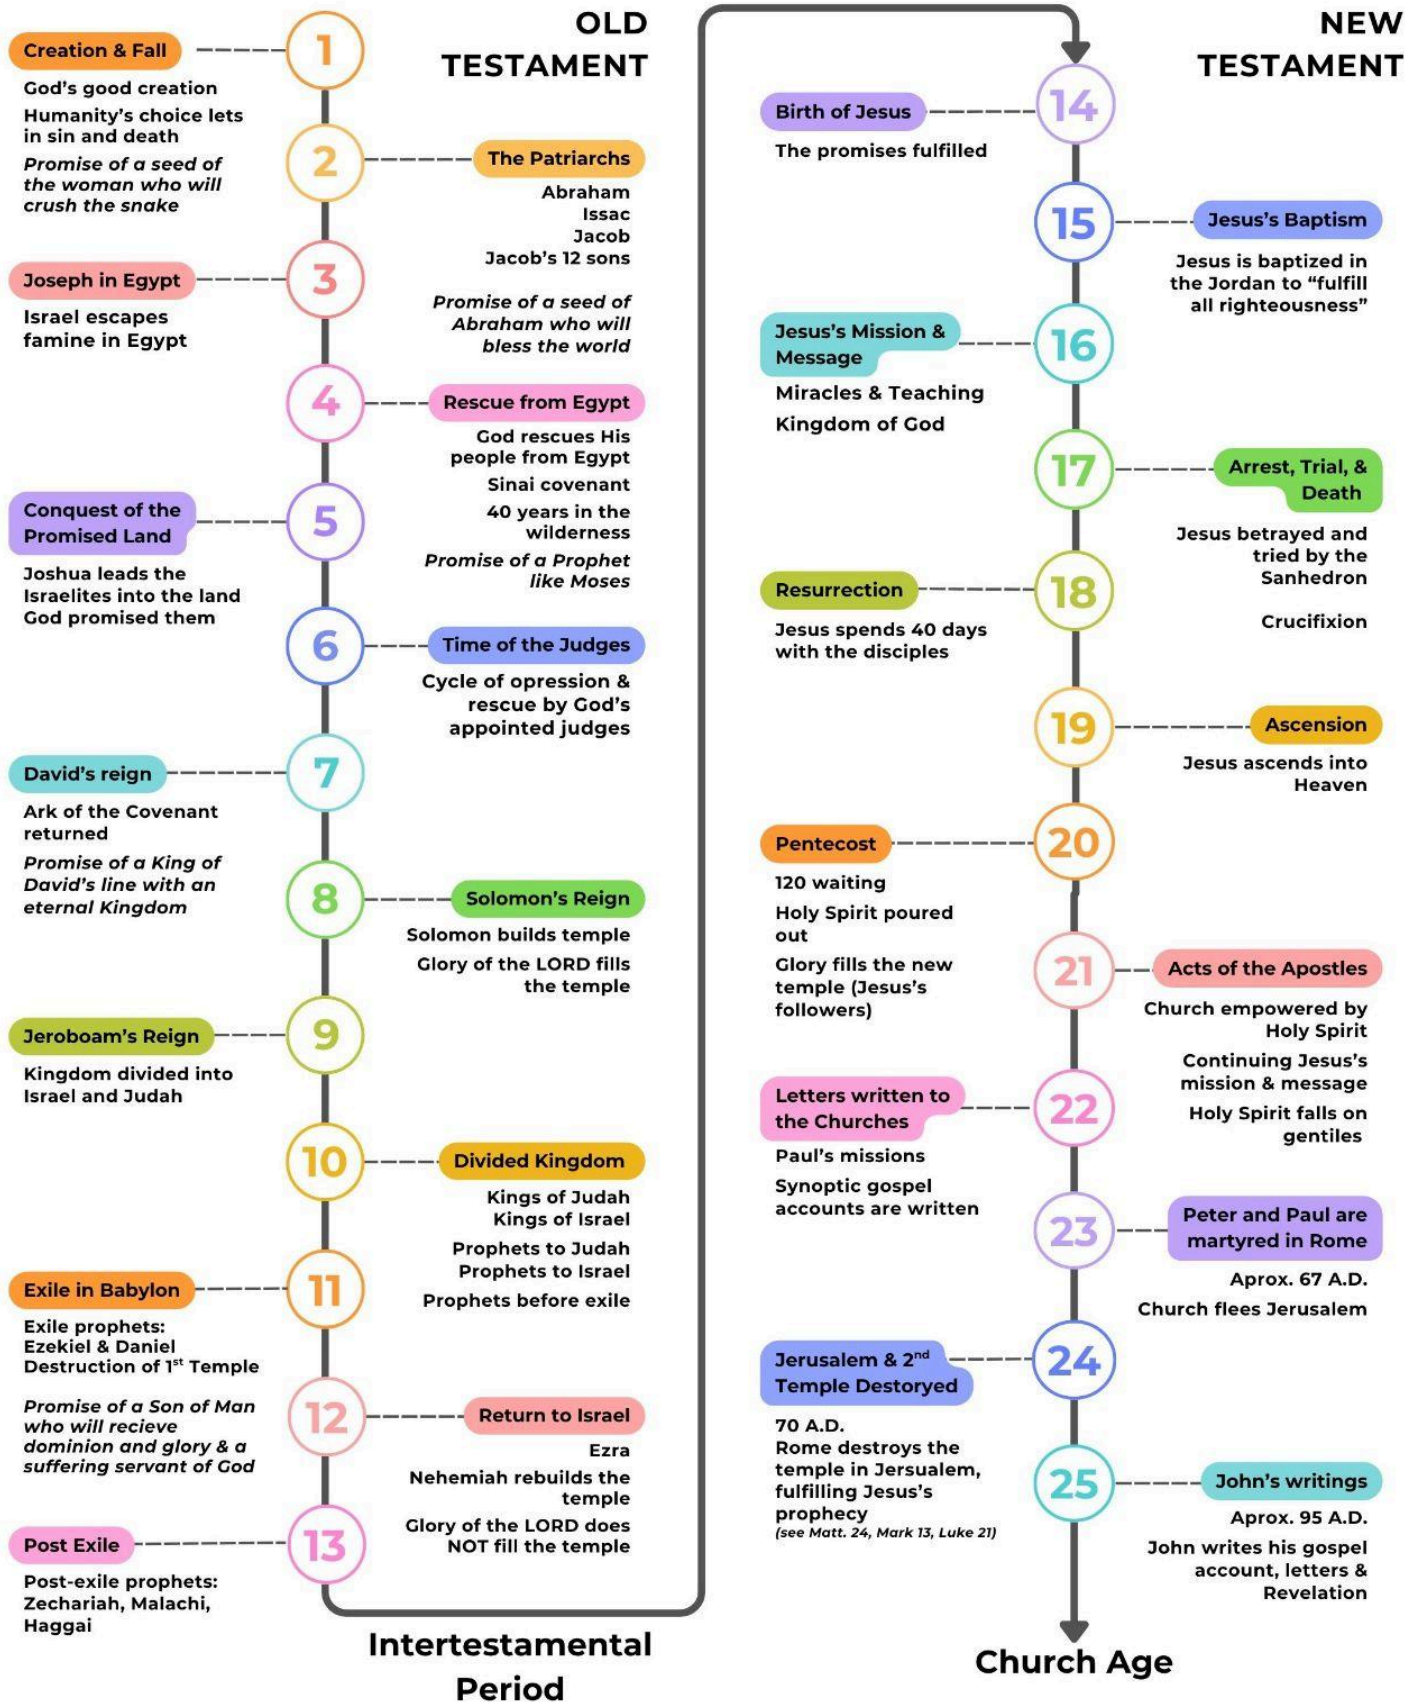 OLD
TESTAMENT
1
Creation & Fall
God's good creation
Humanity's choice lets
in sin and death
Promise of a seed of
the woman who will
crush the snake
2
The Patriarchs
Abraham
Issac
Jacob
Jacob's 12 sons
Promise of a seed of
Abraham who will
bless the world
3
Joseph in Egypt
Israel escapes
famine in Egypt
4
Rescue from Egypt
God rescues His
people from Egypt
Sinai covenant
40 years in the
wilderness
Promise of a Prophet
like Moses
5
Conquest of the
Promised Land
Joshua leads the
Israelites into the land
God promised them
6
Time of the Judges
Cycle of opression &
rescue by God's
appointed judges
7
David's reign
Ark of the Covenant
returned
Promise of a King of
David's line with an
eternal Kingdom
8
Solomon's Reign
Solomon builds temple
Glory of the LORD fills
the temple
9
Jeroboam's Reign
Kingdom divided into
Israel and Judah
10
Divided Kingdom
Kings of Judah
Kings of Israel
Prophets to Judah
Prophets to Israel
Prophets before exile
11
Exile in Babylon
Exile prophets:
Ezekiel & Daniel
Destruction of 1st Temple
Promise of a Son of Man
who will recieve
dominion and glory & a
suffering servant of God
12
Return to Israel
Ezra
Nehemiah rebuilds the
temple
Glory of the LORD does
NOT fill the temple
13
Post Exile
Post-exile prophets:
Zechariah, Malachi,
Haggai
Intertestamental
Period
NEW
TESTAMENT
14
Birth of Jesus
The promises fulfilled
15
Jesus's Baptism
Jesus is baptized in
the Jordan to “fulfill
all righteousness”
16
Jesus's Mission &
Message
Miracles & Teaching
Kingdom of God
17
Arrest, Trial, &
Death
Jesus betrayed and
tried by the
Sanhedron
Crucifixion
18
Resurrection
Jesus spends 40 days
with the disciples
19
Ascension
Jesus ascends into
Heaven
20
Pentecost
120 waiting
Holy Spirit poured
out
Glory fills the new
temple (Jesus's
followers)
21
Acts of the Apostles
Church empowered by
Holy Spirit
Continuing Jesus's
mission & message
Holy Spirit falls on
gentiles
22
Letters written to
the Churches
Paul's missions
Synoptic gospel
accounts are written
23
Peter and Paul are
martyred in Rome
Aprox. 67 A.D.
Church flees Jerusalem
24
Jerusalem & 2nd
Temple Destoryed
70 A.D.
Rome destroys the
temple in Jersualem,
fulfilling Jesus's
prophecy
(see Matt. 24, Mark 13, Luke 21)
25
John's writings
Aprox. 95 A.D.
John writes his gospel
account, letters &
Revelation
Church Age